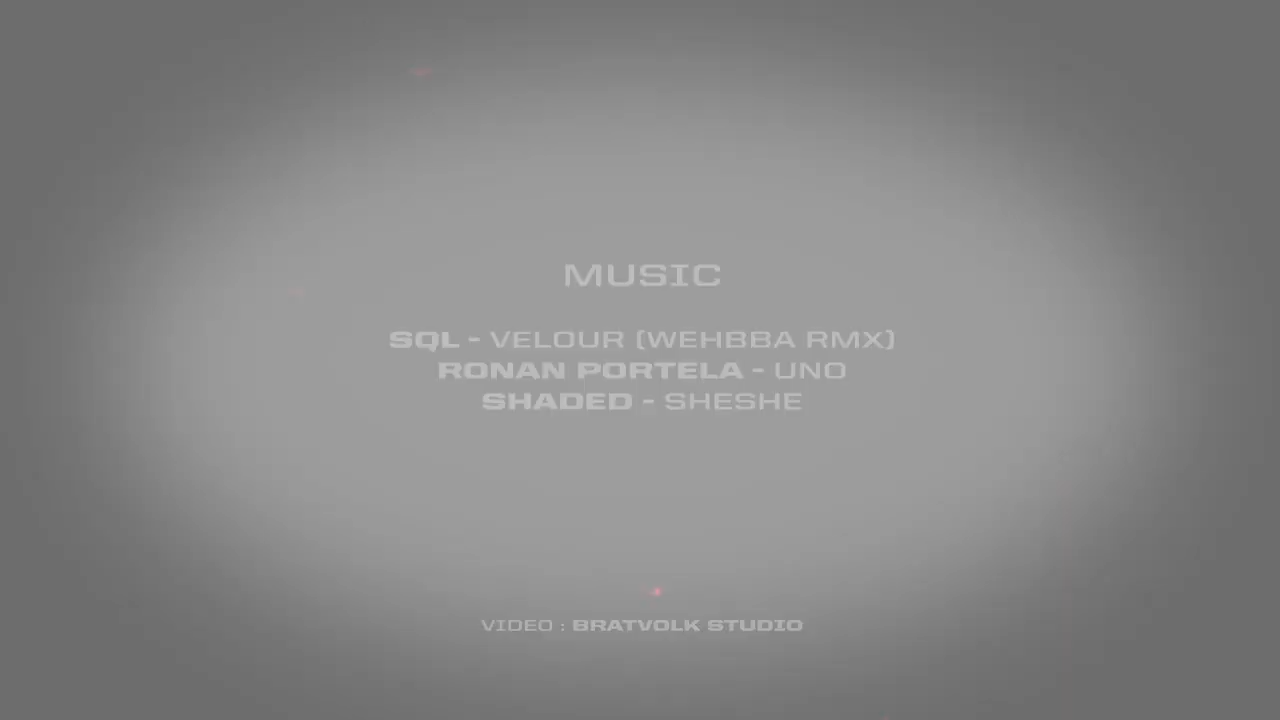 MUSIC
SQL - VELOUR (WEHBBA RMX)
RONAN PORTELA - UNO
SHADED - SHESHE
VIDEO : BRATVOLK STUDIO